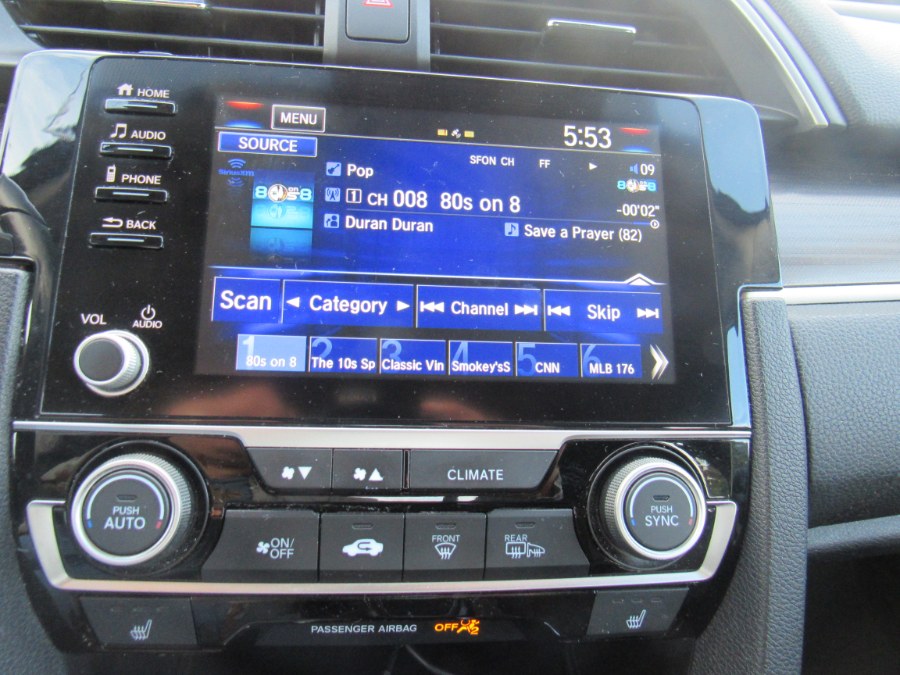 MENU
HOME
AUDIO
PHONE
BACK
VOL
AUDIO
5:53
SOURCE
SFON CH FF
09
SiriusXM
Pop
1 CH 008 80s on 8
-00'02"
Duran Duran
Save a Prayer (82)
Scan
Category
Channel
Skip
1 80s on 8
2 The 10s Sp
3 Classic Vin
4 Smokey'sS
5 CNN
6 MLB 176
CLIMATE
PUSH AUTO
ON/OFF
FRONT
REAR
PUSH SYNC
PASSENGER AIRBAG OFF